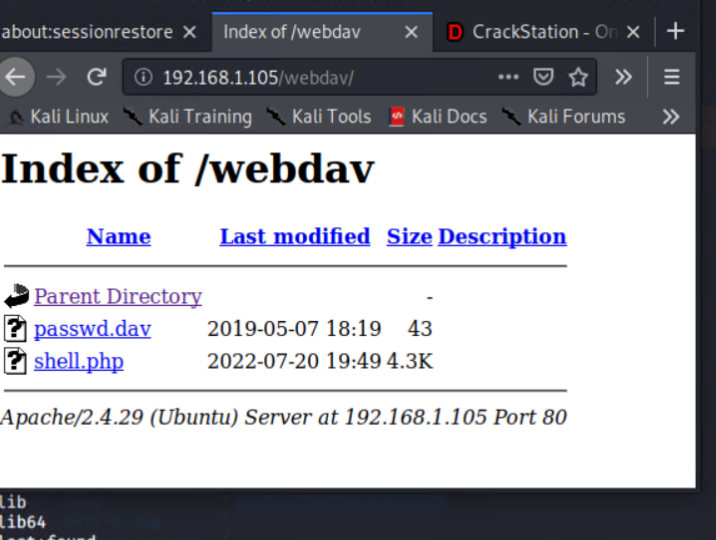 about:sessionrestore × Index of /webdav × D CrackStation - On × +
192.168.1.105/webdav/
Kali Linux Kali Training Kali Tools Kali Docs Kali Forums
Index of /webdav
Name Last modified Size Description
Parent Directory -
passwd.dav 2019-05-07 18:19 43
shell.php 2022-07-20 19:49 4.3K
Apache/2.4.29 (Ubuntu) Server at 192.168.1.105 Port 80
lib
lib64